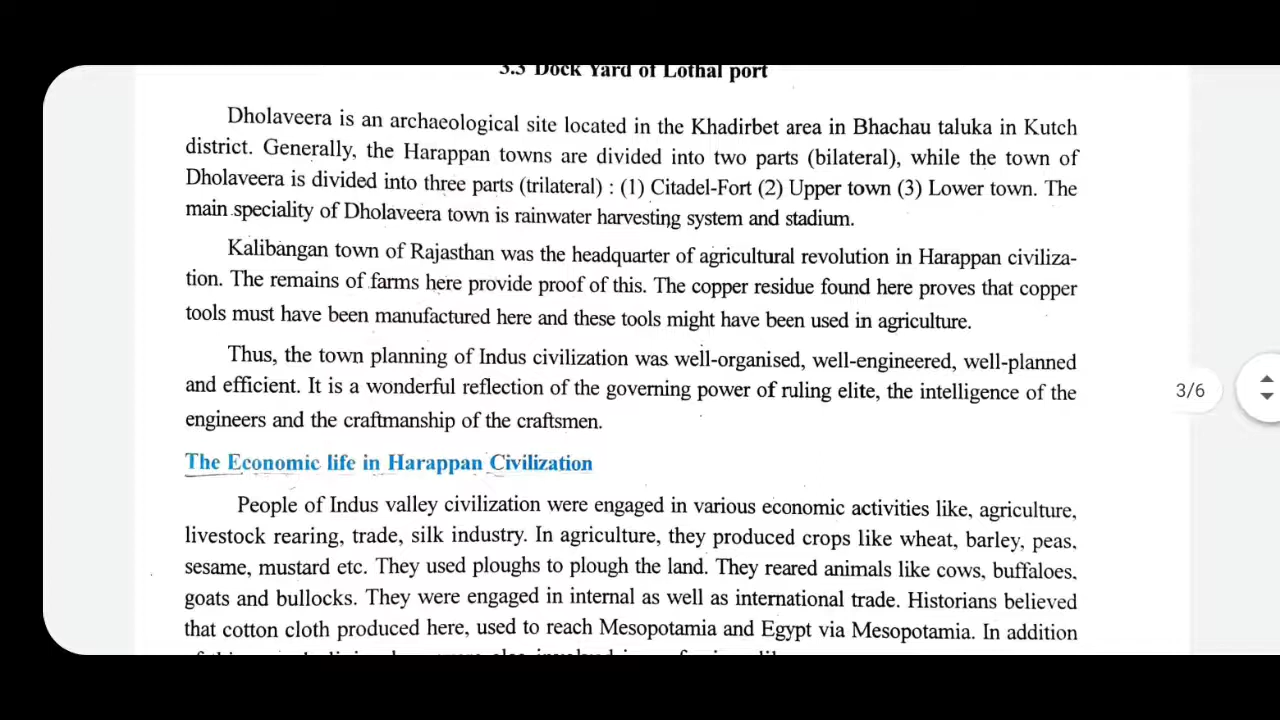 3.3 Dock Yard of Lothal port
Dholaveera is an archaeological site located in the Khadirbet area in Bhachau taluka in Kutch
district. Generally, the Harappan towns are divided into two parts (bilateral), while the town of
Dholaveera is divided into three parts (trilateral) : (1) Citadel-Fort (2) Upper town (3) Lower town. The
main speciality of Dholaveera town is rainwater harvesting system and stadium.
Kalibangan town of Rajasthan was the headquarter of agricultural revolution in Harappan civiliza-
tion. The remains of farms here provide proof of this. The copper residue found here proves that copper
tools must have been manufactured here and these tools might have been used in agriculture.
Thus, the town planning of Indus civilization was well-organised, well-engineered, well-planned
and efficient. It is a wonderful reflection of the governing power of ruling elite, the intelligence of the
engineers and the craftmanship of the craftsmen.
3/6
The Economic life in Harappan Civilization
People of Indus valley civilization were engaged in various economic activities like, agriculture,
livestock rearing, trade, silk industry. In agriculture, they produced crops like wheat, barley, peas,
sesame, mustard etc. They used ploughs to plough the land. They reared animals like cows, buffaloes,
goats and bullocks. They were engaged in internal as well as international trade. Historians believed
that cotton cloth produced here, used to reach Mesopotamia and Egypt via Mesopotamia. In addition